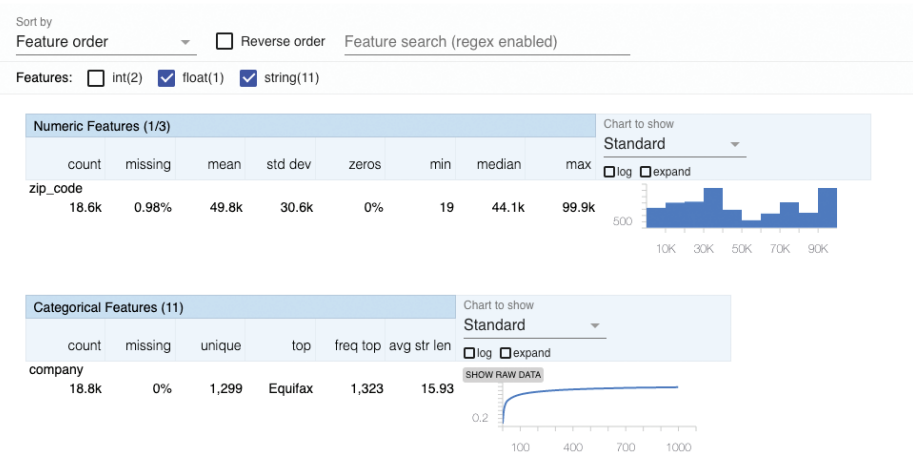 Sort by
Feature order
Reverse order
Feature search (regex enabled)
Features: int(2) float(1) string(11)
Numeric Features (1/3)
Chart to show
Standard
count missing mean std dev zeros min median max
log expand
zip_code
18.6k 0.98% 49.8k 30.6k 0% 19 44.1k 99.9k
500
10K 30K 50K 70K 90K
Categorical Features (11)
Chart to show
Standard
count missing unique top freq top avg str len
log expand
company
SHOW RAW DATA
18.8k 0% 1,299 Equifax 1,323 15.93
0.2
100 400 700 1000